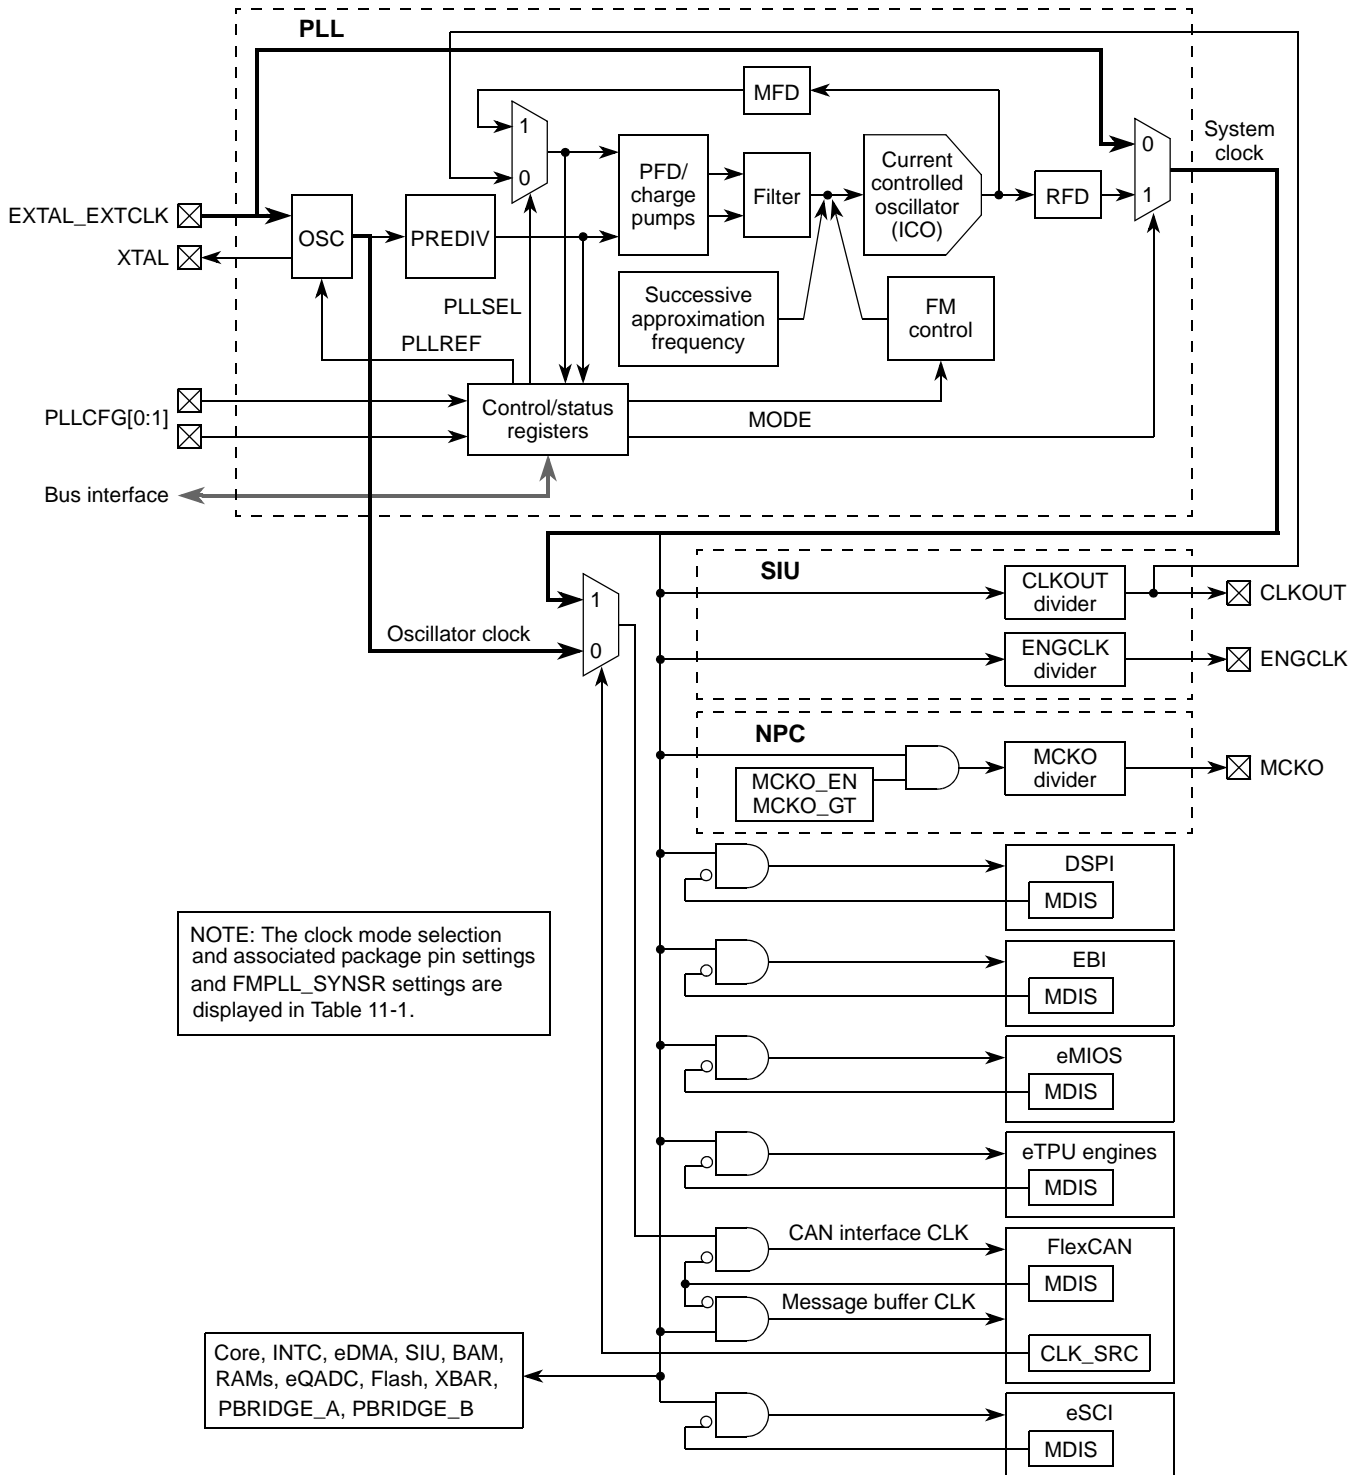 PLL
MFD
1
0
System
clock
0
1
PFD/
charge
pumps
Filter
Current
controlled
oscillator
(ICO)
RFD
EXTAL_EXTCLK
XTAL
OSC
PREDIV
PLLSEL
PLLREF
Successive
approximation
frequency
FM
control
PLLCFG[0:1]
Control/status
registers
MODE
Bus interface
SIU
CLKOUT
divider
CLKOUT
1
0
Oscillator clock
ENGCLK
divider
ENGCLK
NPC
MCKO_EN
MCKO_GT
MCKO
divider
MCKO
DSPI
MDIS
NOTE: The clock mode selection
and associated package pin settings
and FMPLL_SYNSR settings are
displayed in Table 11-1.
EBI
MDIS
eMIOS
MDIS
eTPU engines
MDIS
CAN interface CLK
FlexCAN
MDIS
Message buffer CLK
CLK_SRC
Core, INTC, eDMA, SIU, BAM,
RAMs, eQADC, Flash, XBAR,
PBRIDGE_A, PBRIDGE_B
eSCI
MDIS